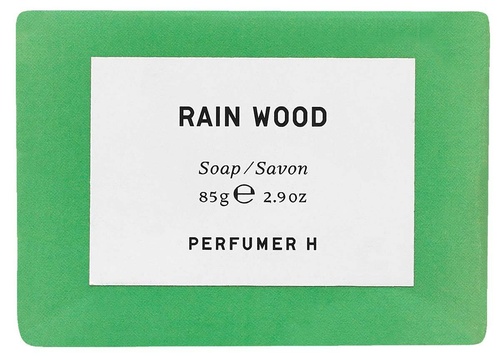 RAIN WOOD
Soap/Savon
85g ℮ 2.9oz
PERFUMER H